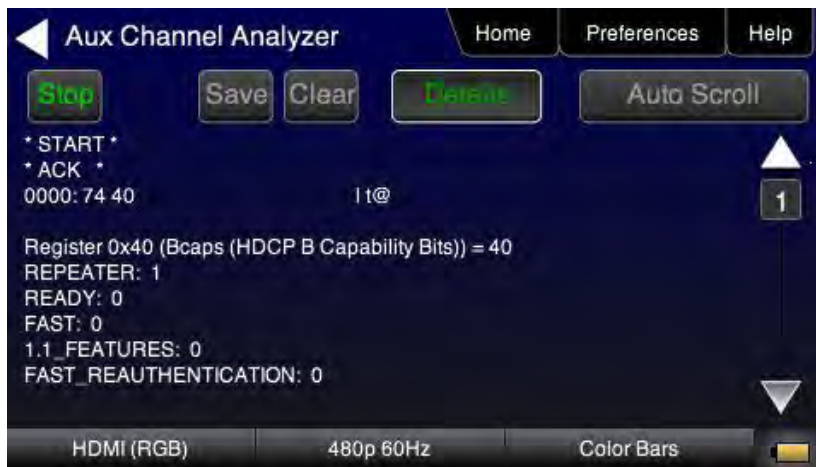 Aux Channel Analyzer Home Preferences Help
Stop Save Clear Details Auto Scroll
* START *
* ACK *
0000: 74 40 | t@
1
Register 0x40 (Bcaps (HDCP B Capability Bits)) = 40
REPEATER: 1
READY: 0
FAST: 0
1.1_FEATURES: 0
FAST_REAUTHENTICATION: 0
HDMI (RGB) 480p 60Hz Color Bars